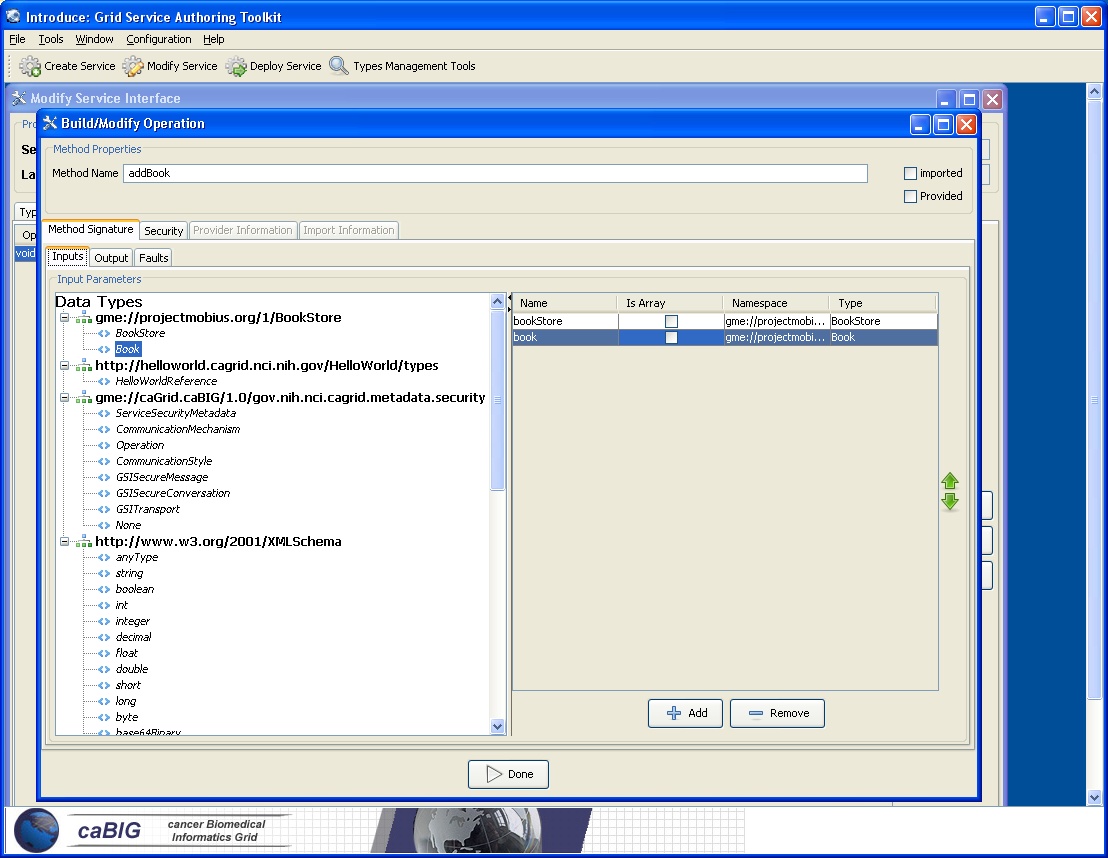 Introduce: Grid Service Authoring Toolkit
File Tools Window Configuration Help
Create Service Modify Service Deploy Service Types Management Tools
Modify Service Interface
Build/Modify Operation
Method Properties
Method Name addBook imported
Provided
Method Signature Security Provider Information Import Information
void
Inputs Output Faults
Input Parameters
Data Types
gme://projectmobius.org/1/BookStore
BookStore
Book
http://helloworld.cagrid.nci.nih.gov/HelloWorld/types
HelloWorldReference
gme://caGrid.caBIG/1.0/gov.nih.nci.cagrid.metadata.security
ServiceSecurityMetadata
CommunicationMechanism
Operation
CommunicationStyle
GSISecureMessage
GSISecureConversation
GSITransport
None
http://www.w3.org/2001/XMLSchema
anyType
string
boolean
int
integer
decimal
float
double
short
long
byte
base64Binary
Name Is Array Namespace Type
bookStore gme://projectmobi... BookStore
book gme://projectmobi... Book
Add Remove
Done
caBIG cancer Biomedical
Informatics Grid